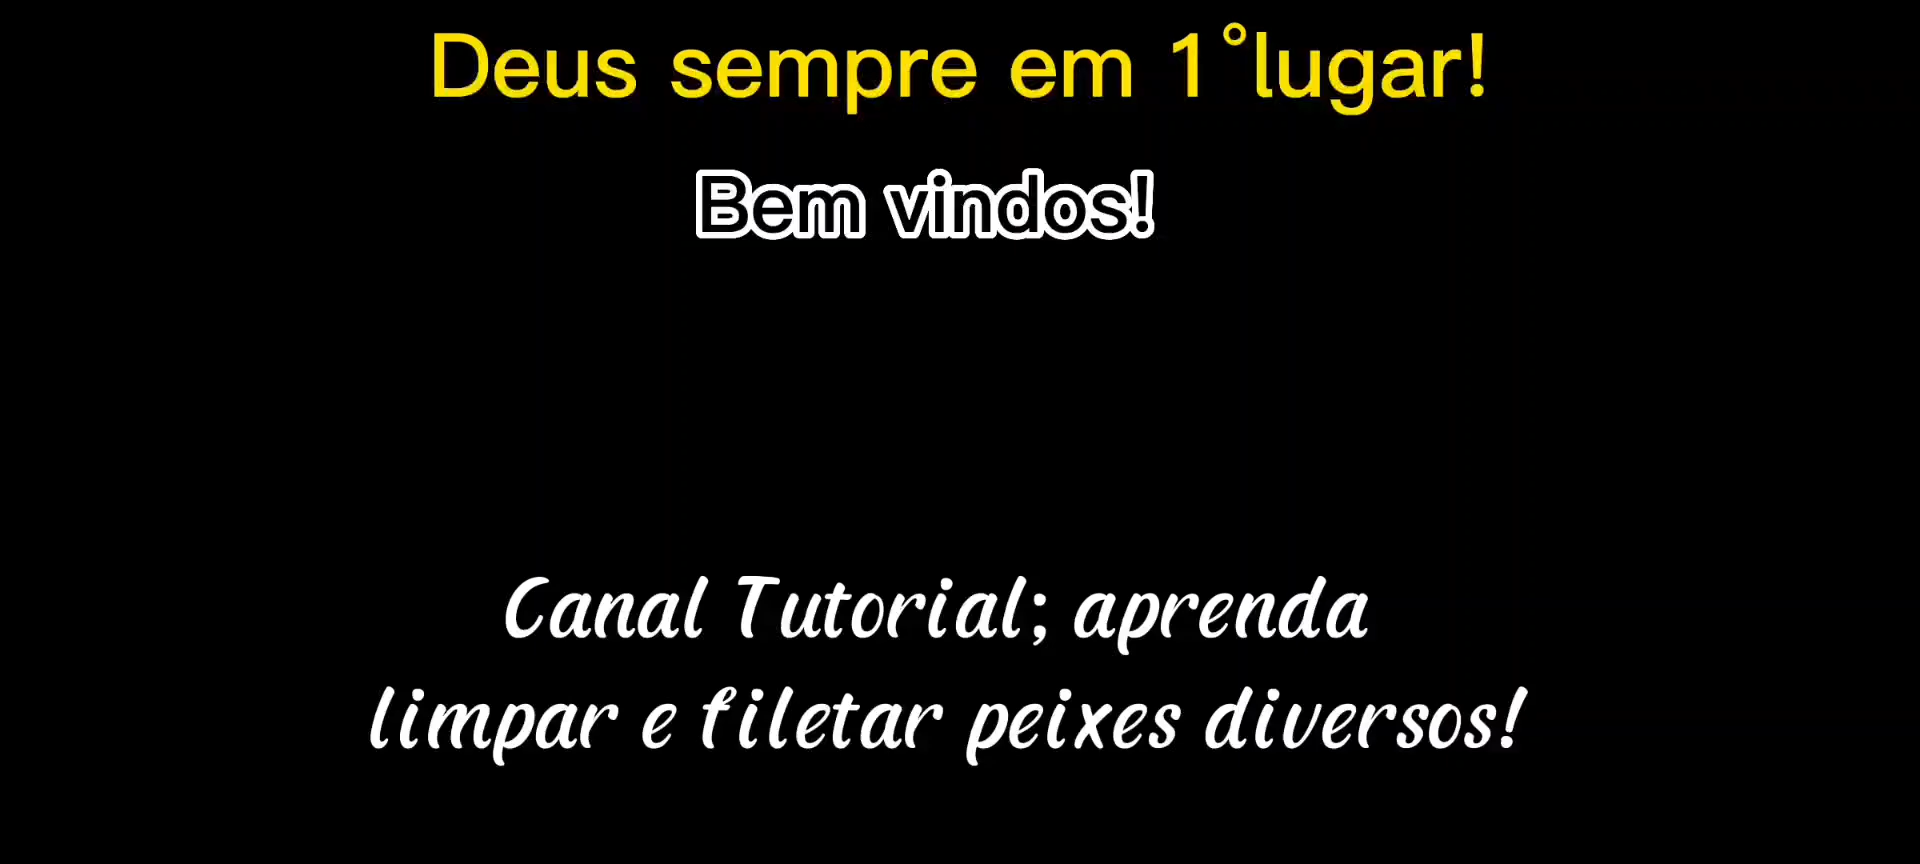 Deus sempre em 1°lugar!
Bem vindos!
Canal Tutorial; aprenda
limpar e filetar peixes diversos!